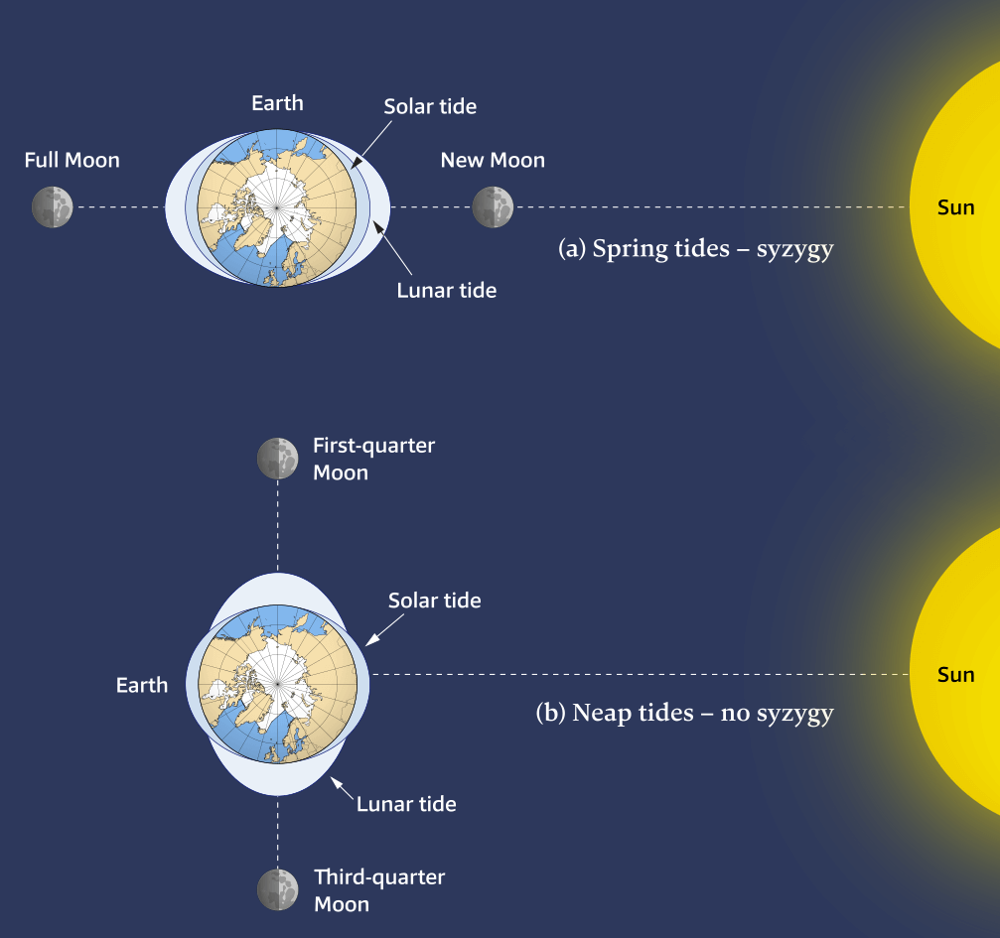 Earth
Solar tide
Full Moon
New Moon
Sun
(a) Spring tides – syzygy
Lunar tide
First-quarter
Moon
Solar tide
Earth
Sun
(b) Neap tides – no syzygy
Lunar tide
Third-quarter
Moon